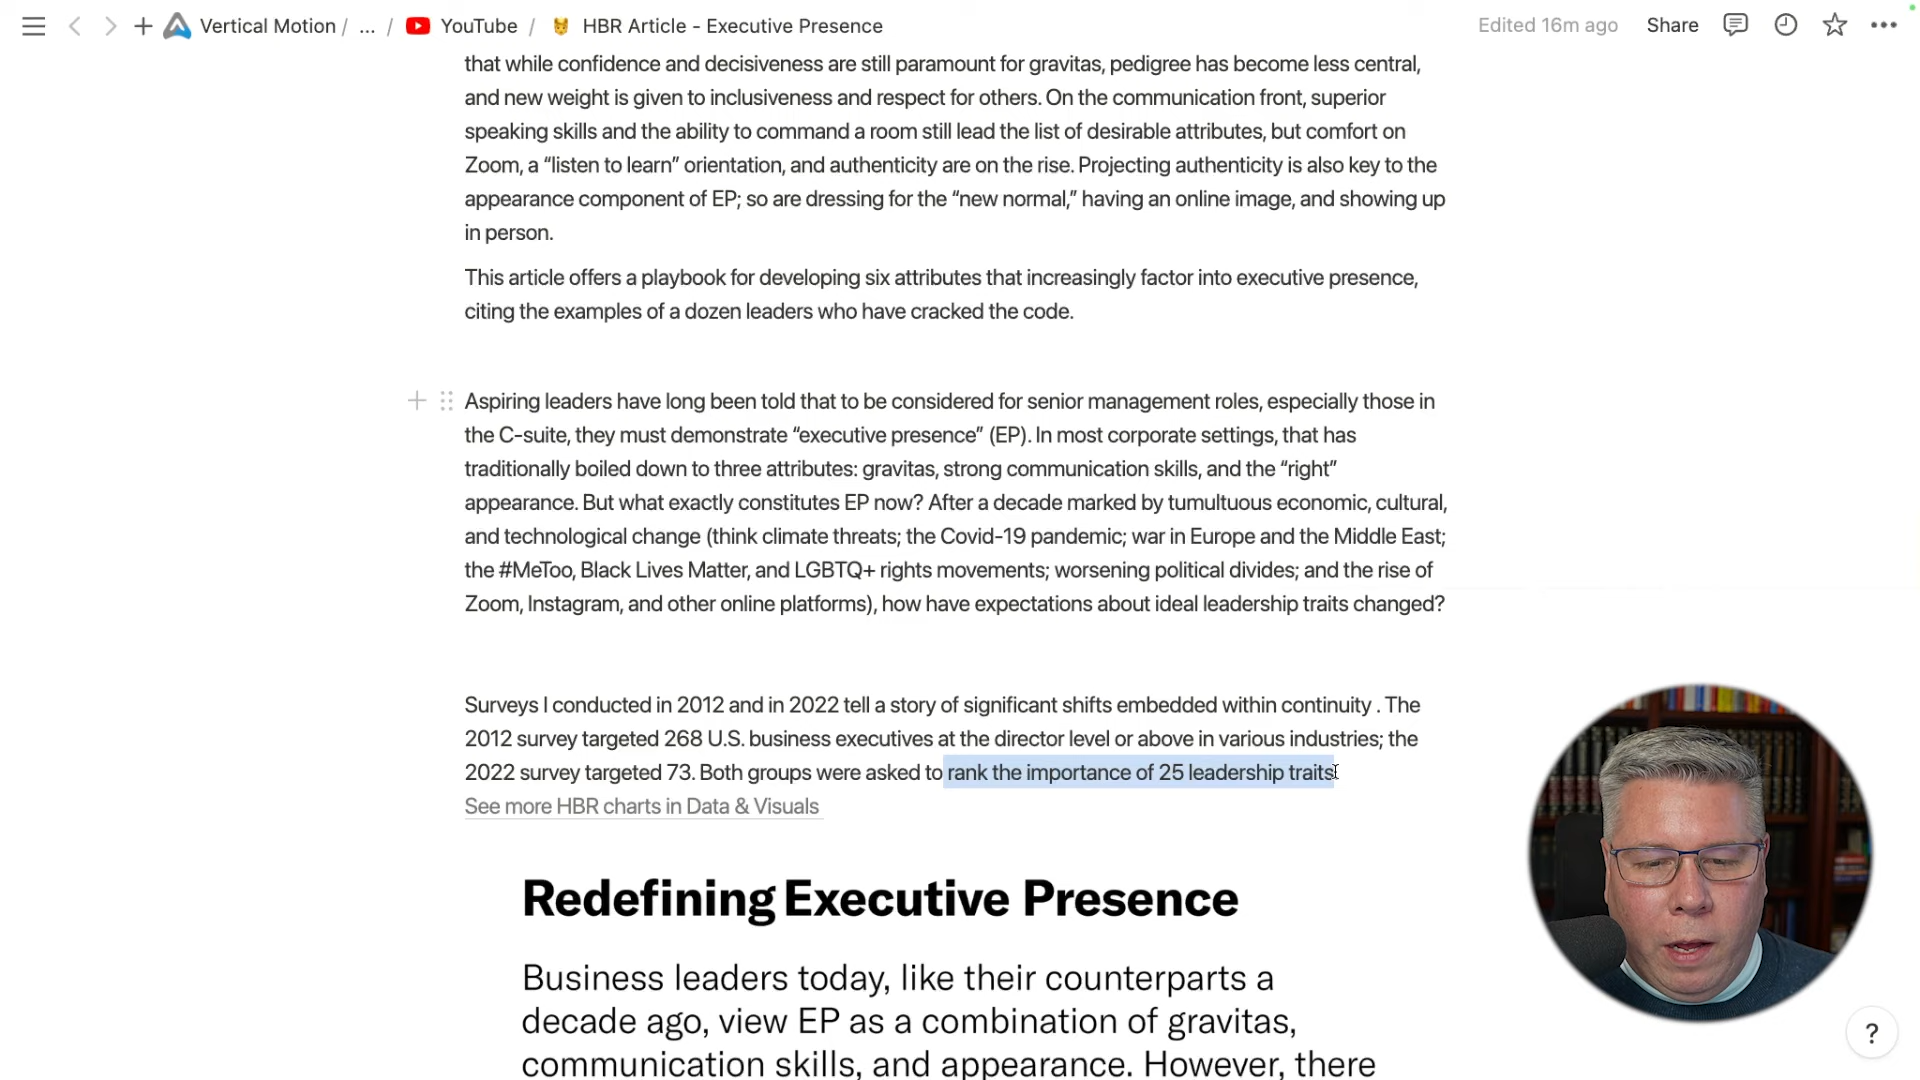 Vertical Motion / ... / YouTube / HBR Article - Executive Presence
Edited 16m ago Share
that while confidence and decisiveness are still paramount for gravitas, pedigree has become less central,
and new weight is given to inclusiveness and respect for others. On the communication front, superior
speaking skills and the ability to command a room still lead the list of desirable attributes, but comfort on
Zoom, a “listen to learn” orientation, and authenticity are on the rise. Projecting authenticity is also key to the
appearance component of EP; so are dressing for the “new normal,” having an online image, and showing up
in person.
This article offers a playbook for developing six attributes that increasingly factor into executive presence,
citing the examples of a dozen leaders who have cracked the code.
Aspiring leaders have long been told that to be considered for senior management roles, especially those in
the C-suite, they must demonstrate “executive presence” (EP). In most corporate settings, that has
traditionally boiled down to three attributes: gravitas, strong communication skills, and the “right”
appearance. But what exactly constitutes EP now? After a decade marked by tumultuous economic, cultural,
and technological change (think climate threats; the Covid-19 pandemic; war in Europe and the Middle East;
the #MeToo, Black Lives Matter, and LGBTQ+ rights movements; worsening political divides; and the rise of
Zoom, Instagram, and other online platforms), how have expectations about ideal leadership traits changed?
Surveys I conducted in 2012 and in 2022 tell a story of significant shifts embedded within continuity . The
2012 survey targeted 268 U.S. business executives at the director level or above in various industries; the
2022 survey targeted 73. Both groups were asked to rank the importance of 25 leadership traits.
See more HBR charts in Data & Visuals
Redefining Executive Presence
Business leaders today, like their counterparts a
decade ago, view EP as a combination of gravitas,
communication skills, and appearance. However, there
?